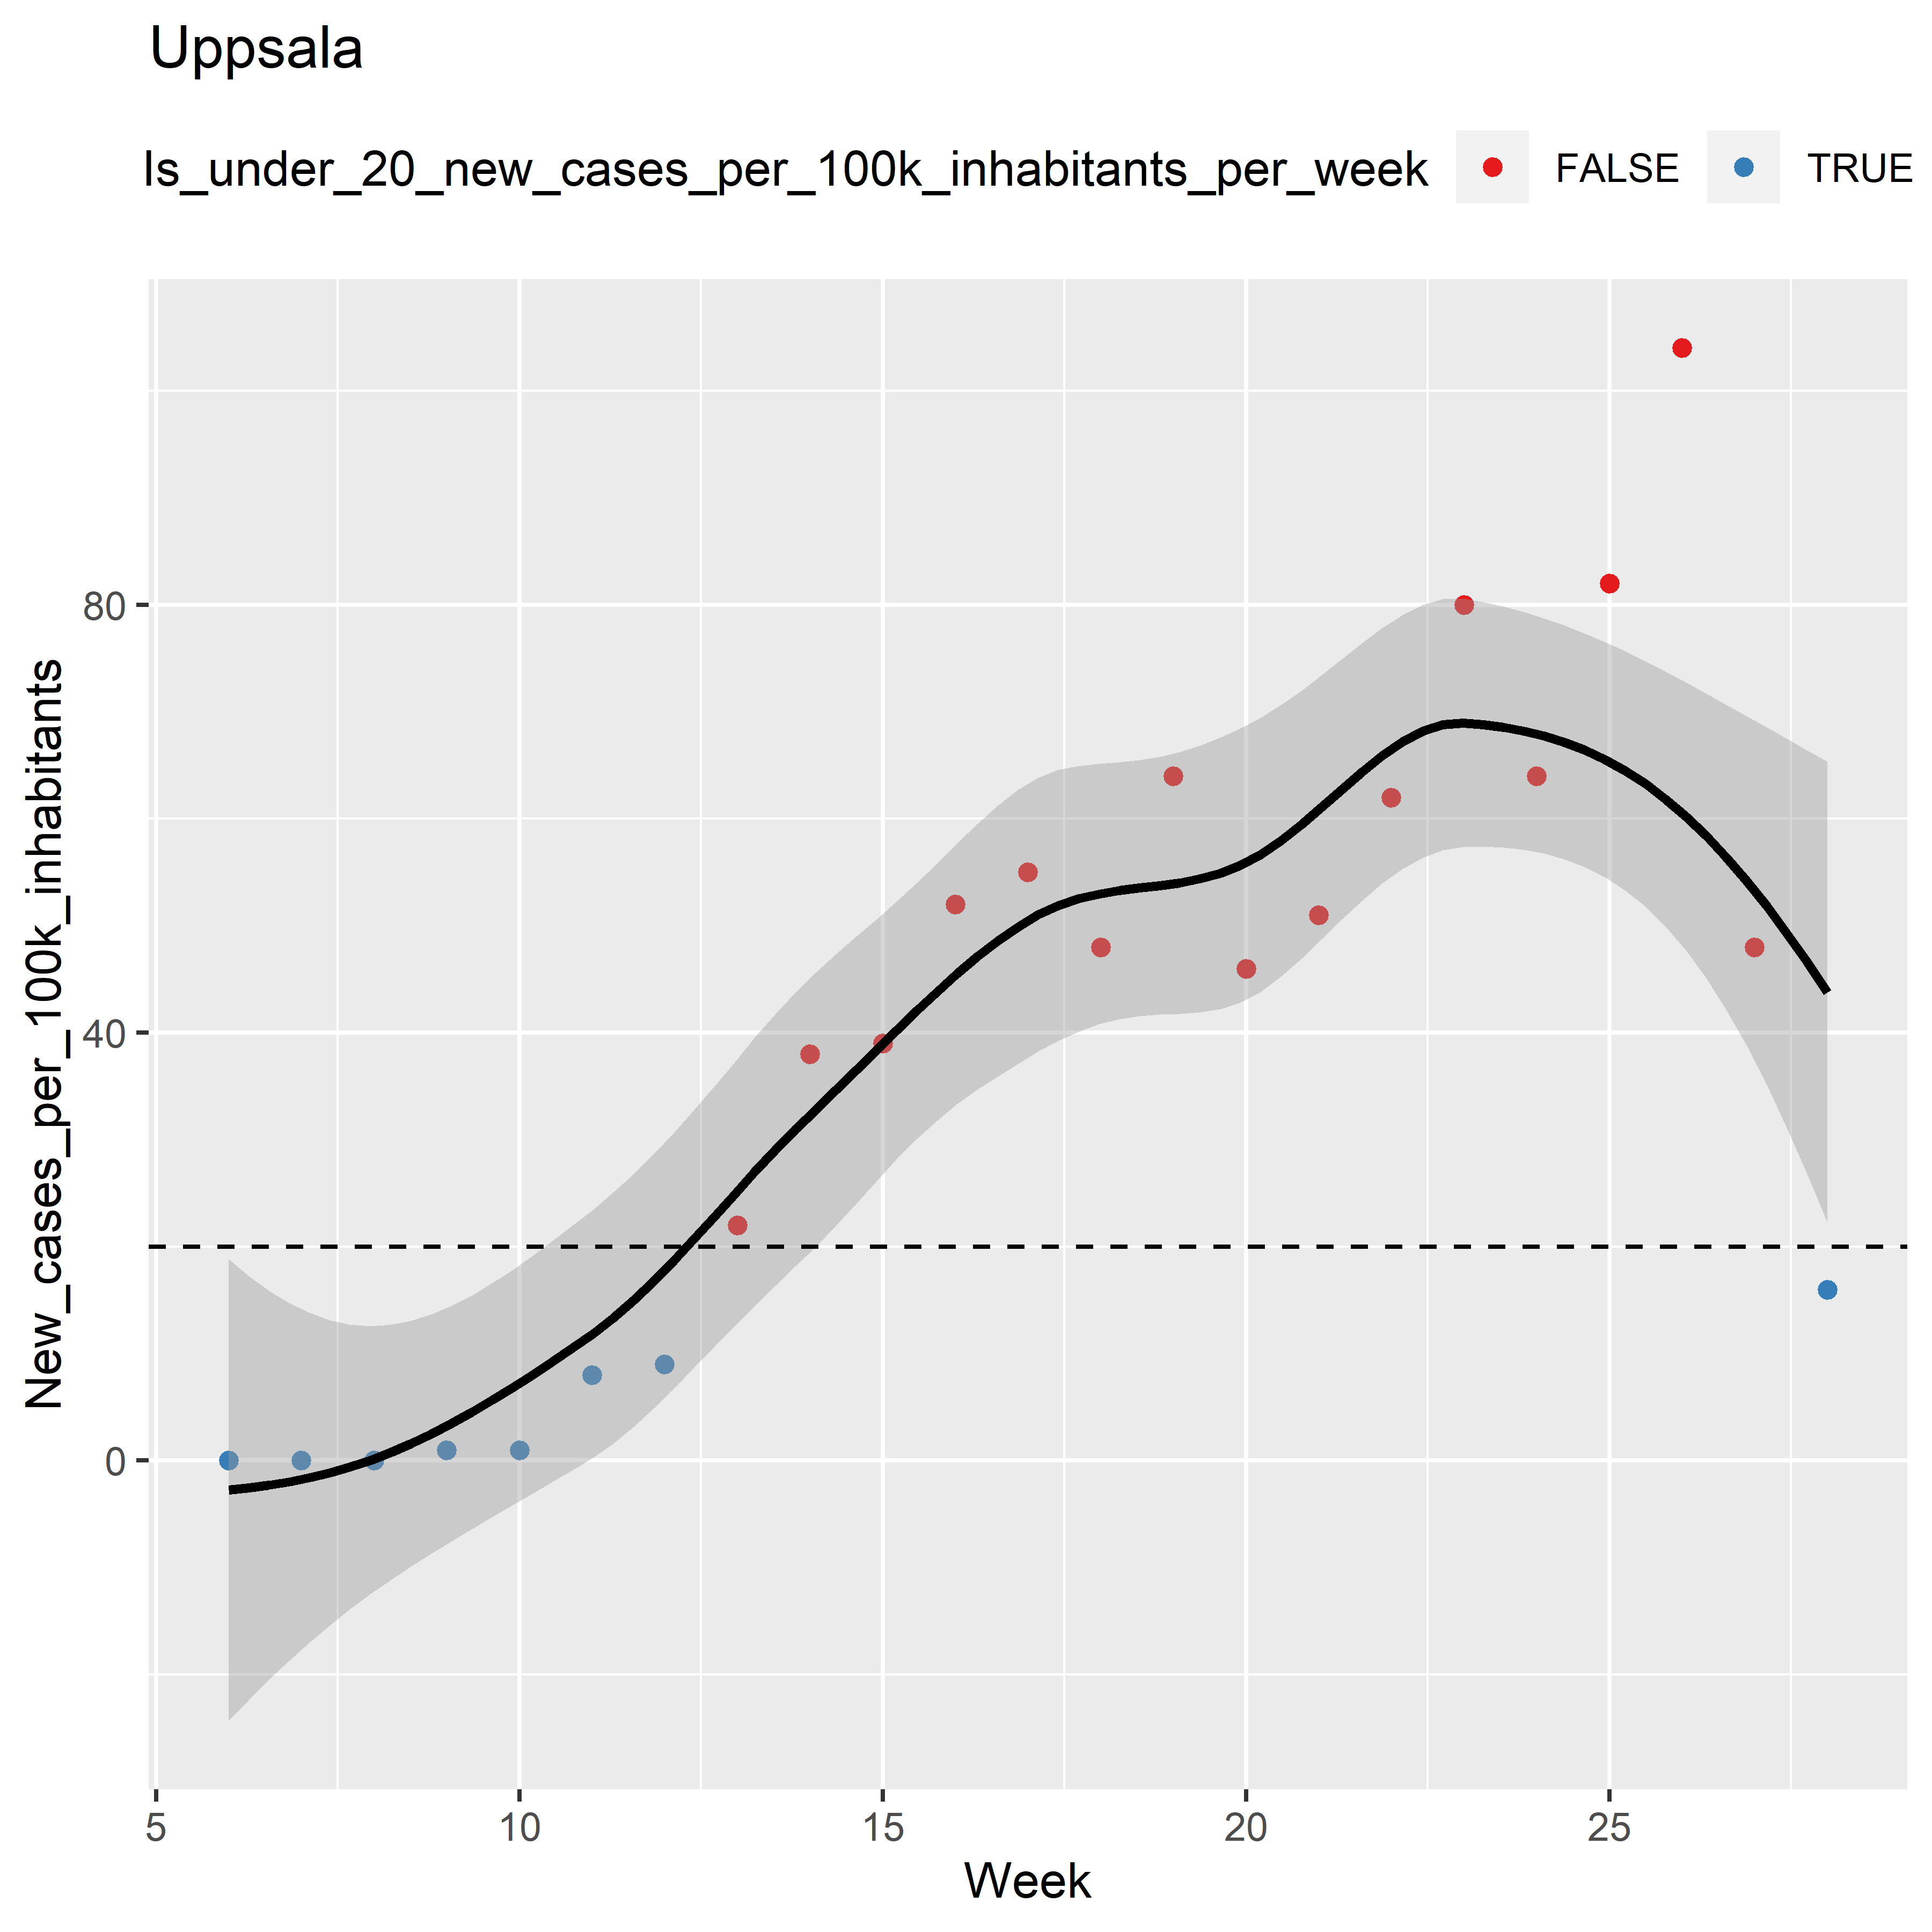 Uppsala
Is_under_20_new_cases_per_100k_inhabitants_per_week FALSE TRUE
New_cases_per_100k_inhabitants
80
40
0
5 10 15 20 25
Week